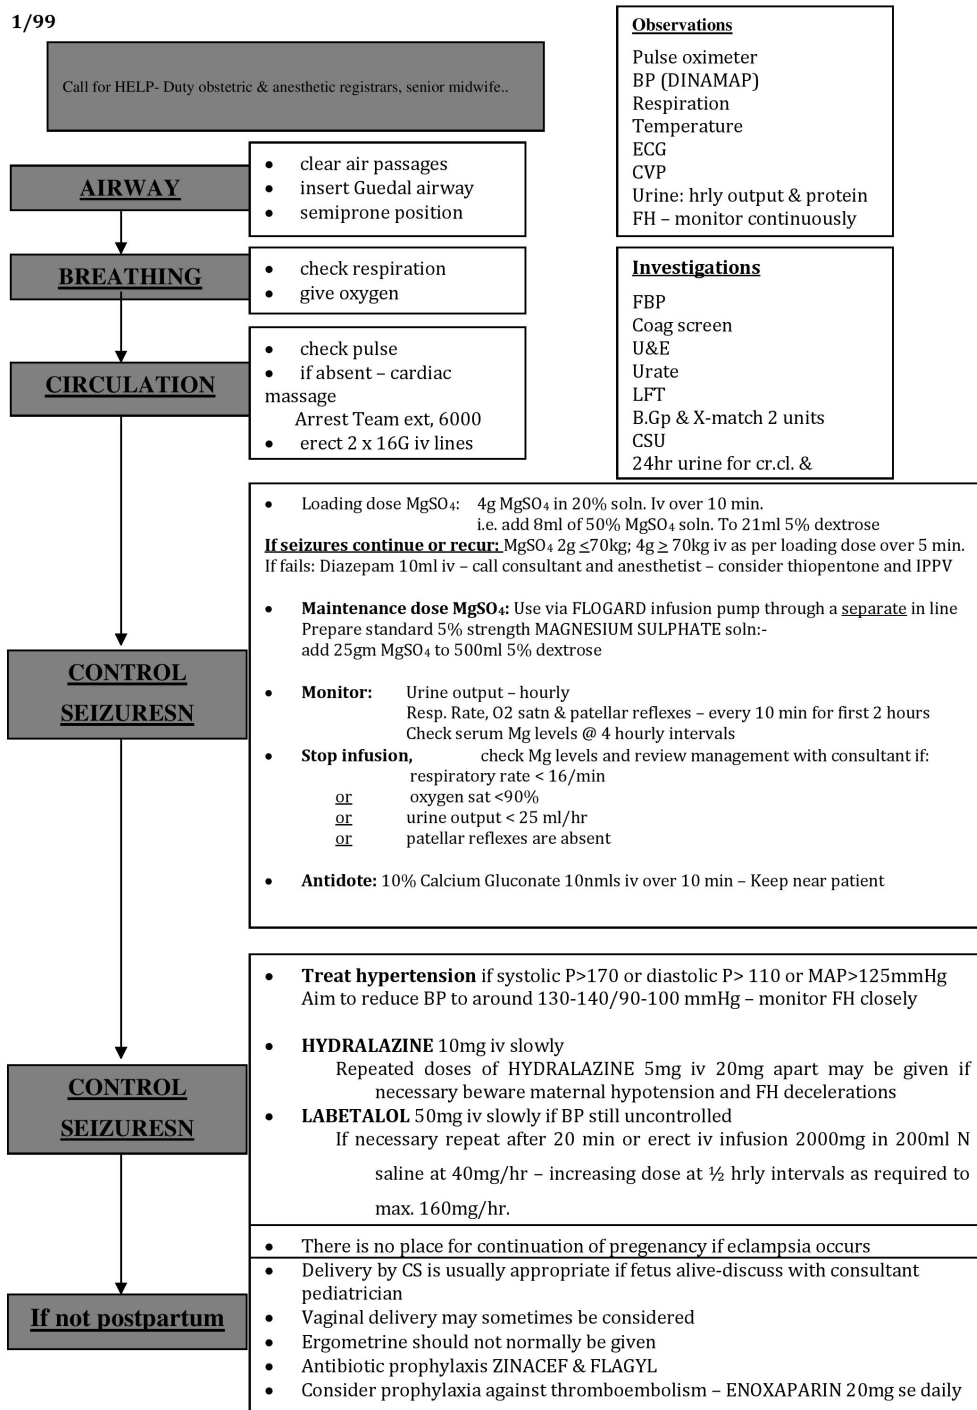 1/99
Call for HELP- Duty obstetric & anesthetic registrars, senior midwife..
Observations
Pulse oximeter
BP (DINAMAP)
Respiration
Temperature
ECG
CVP
Urine: hrly output & protein
FH – monitor continuously
AIRWAY
• clear air passages
• insert Guedal airway
• semiprone position
BREATHING
• check respiration
• give oxygen
Investigations
FBP
Coag screen
U&E
Urate
LFT
B.Gp & X-match 2 units
CSU
24hr urine for cr.cl. &
CIRCULATION
• check pulse
• if absent – cardiac
massage
Arrest Team ext, 6000
• erect 2 x 16G iv lines
CONTROL
SEIZURESN
• Loading dose MgSO₄: 4g MgSO₄ in 20% soln. Iv over 10 min.
i.e. add 8ml of 50% MgSO₄ soln. To 21ml 5% dextrose
If seizures continue or recur: MgSO₄ 2g ≤70kg; 4g ≥ 70kg iv as per loading dose over 5 min.
If fails: Diazepam 10ml iv – call consultant and anesthetist – consider thiopentone and IPPV
• Maintenance dose MgSO₄: Use via FLOGARD infusion pump through a separate in line
Prepare standard 5% strength MAGNESIUM SULPHATE soln:-
add 25gm MgSO₄ to 500ml 5% dextrose
• Monitor: Urine output – hourly
Resp. Rate, O2 satn & patellar reflexes – every 10 min for first 2 hours
Check serum Mg levels @ 4 hourly intervals
• Stop infusion, check Mg levels and review management with consultant if:
respiratory rate < 16/min
or oxygen sat <90%
or urine output < 25 ml/hr
or patellar reflexes are absent
• Antidote: 10% Calcium Gluconate 10nmls iv over 10 min – Keep near patient
CONTROL
SEIZURESN
• Treat hypertension if systolic P>170 or diastolic P> 110 or MAP>125mmHg
Aim to reduce BP to around 130-140/90-100 mmHg – monitor FH closely
• HYDRALAZINE 10mg iv slowly
Repeated doses of HYDRALAZINE 5mg iv 20mg apart may be given if
necessary beware maternal hypotension and FH decelerations
• LABETALOL 50mg iv slowly if BP still uncontrolled
If necessary repeat after 20 min or erect iv infusion 2000mg in 200ml N
saline at 40mg/hr – increasing dose at ½ hrly intervals as required to
max. 160mg/hr.
• There is no place for continuation of pregenancy if eclampsia occurs
If not postpartum
• Delivery by CS is usually appropriate if fetus alive-discuss with consultant
pediatrician
• Vaginal delivery may sometimes be considered
• Ergometrine should not normally be given
• Antibiotic prophylaxis ZINACEF & FLAGYL
• Consider prophylaxia against thromboembolism – ENOXAPARIN 20mg se daily